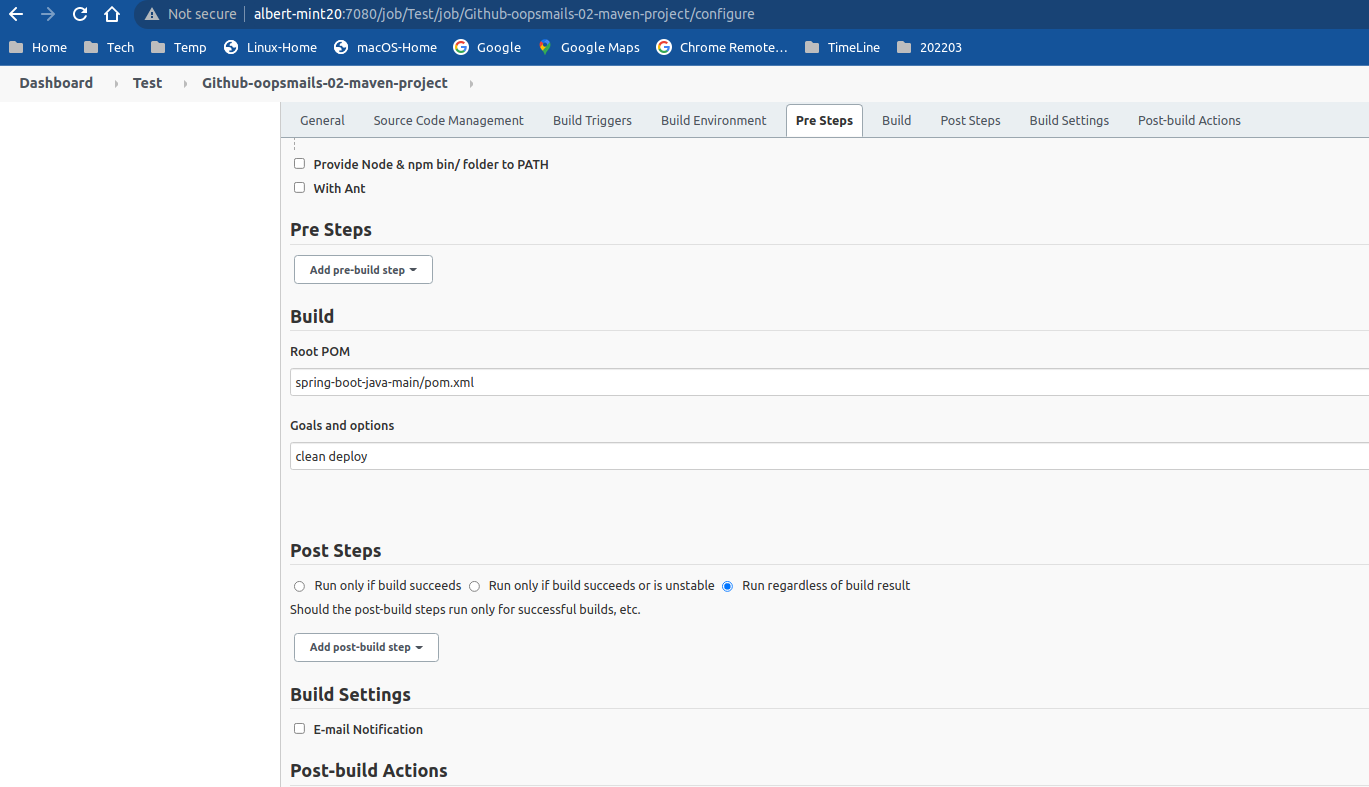 Not secure albert-mint20:7080/job/Test/job/Github-oopsmails-02-maven-project/configure
Home Tech Temp Linux-Home macOS-Home Google Google Maps Chrome Remote... TimeLine 202203
Dashboard Test Github-oopsmails-02-maven-project
General Source Code Management Build Triggers Build Environment Pre Steps Build Post Steps Build Settings Post-build Actions
Provide Node & npm bin/ folder to PATH
With Ant
Pre Steps
Add pre-build step
Build
Root POM
spring-boot-java-main/pom.xml
Goals and options
clean deploy
Post Steps
Run only if build succeeds Run only if build succeeds or is unstable Run regardless of build result
Should the post-build steps run only for successful builds, etc.
Add post-build step
Build Settings
E-mail Notification
Post-build Actions